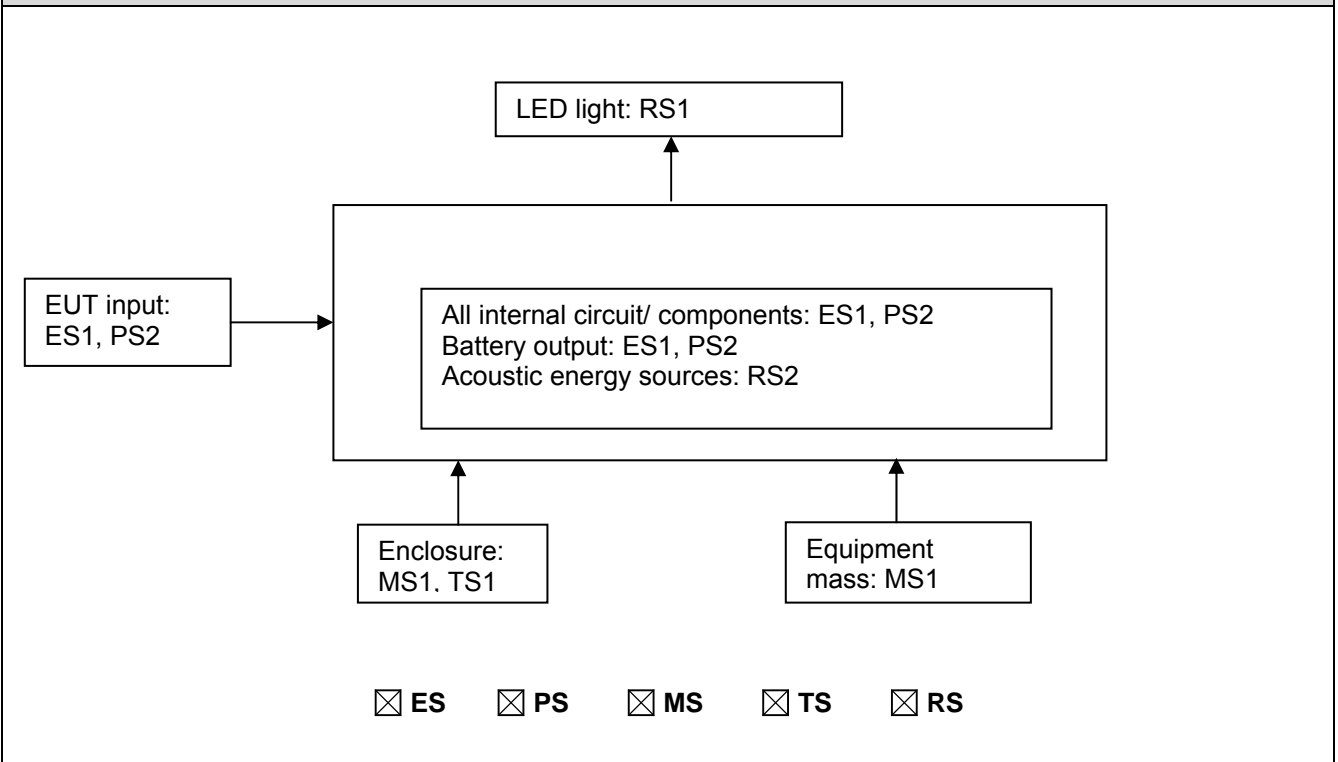 LED light: RS1
EUT input:
ES1, PS2
All internal circuit/ components: ES1, PS2
Battery output: ES1, PS2
Acoustic energy sources: RS2
Enclosure:
MS1, TS1
Equipment
mass: MS1
ES PS MS TS RS